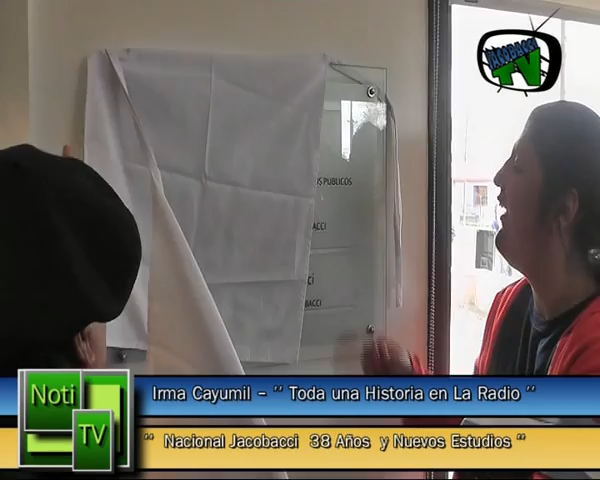 JACOBACCI
TV
OS PUBLICOS
ACCI
CI
BACCI
Noti
TV
Irma Cayumil - " Toda una Historia en La Radio "
" Nacional Jacobacci 38 Años y Nuevos Estudios "